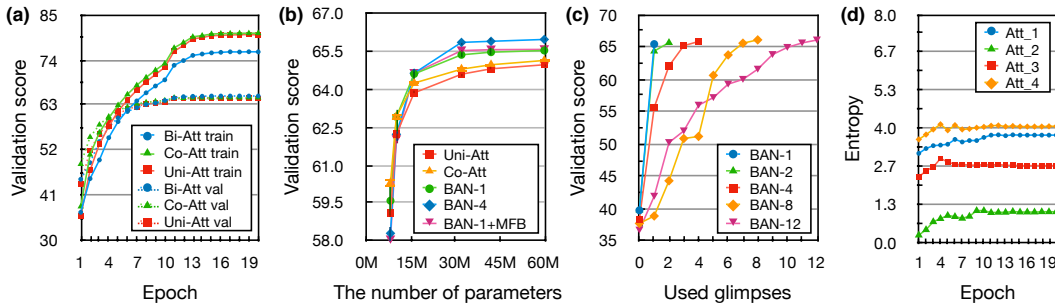 (a)
Validation score
85
74
63
52
41
30
1 4 7 10 13 16 19
Epoch
Bi-Att train
Co-Att train
Uni-Att train
Bi-Att val
Co-Att val
Uni-Att val
(b)
Validation score
67.0
65.5
64.0
62.5
61.0
59.5
58.0
0M 15M 30M 45M 60M
The number of parameters
Uni-Att
Co-Att
BAN-1
BAN-4
BAN-1+MFB
(c)
Validation score
70
65
60
55
50
45
40
35
0 2 4 6 8 10 12
Used glimpses
BAN-1
BAN-2
BAN-4
BAN-8
BAN-12
(d)
Entropy
8.0
6.7
5.3
4.0
2.7
1.3
0.0
1 4 7 10 13 16 19
Epoch
Att_1
Att_2
Att_3
Att_4